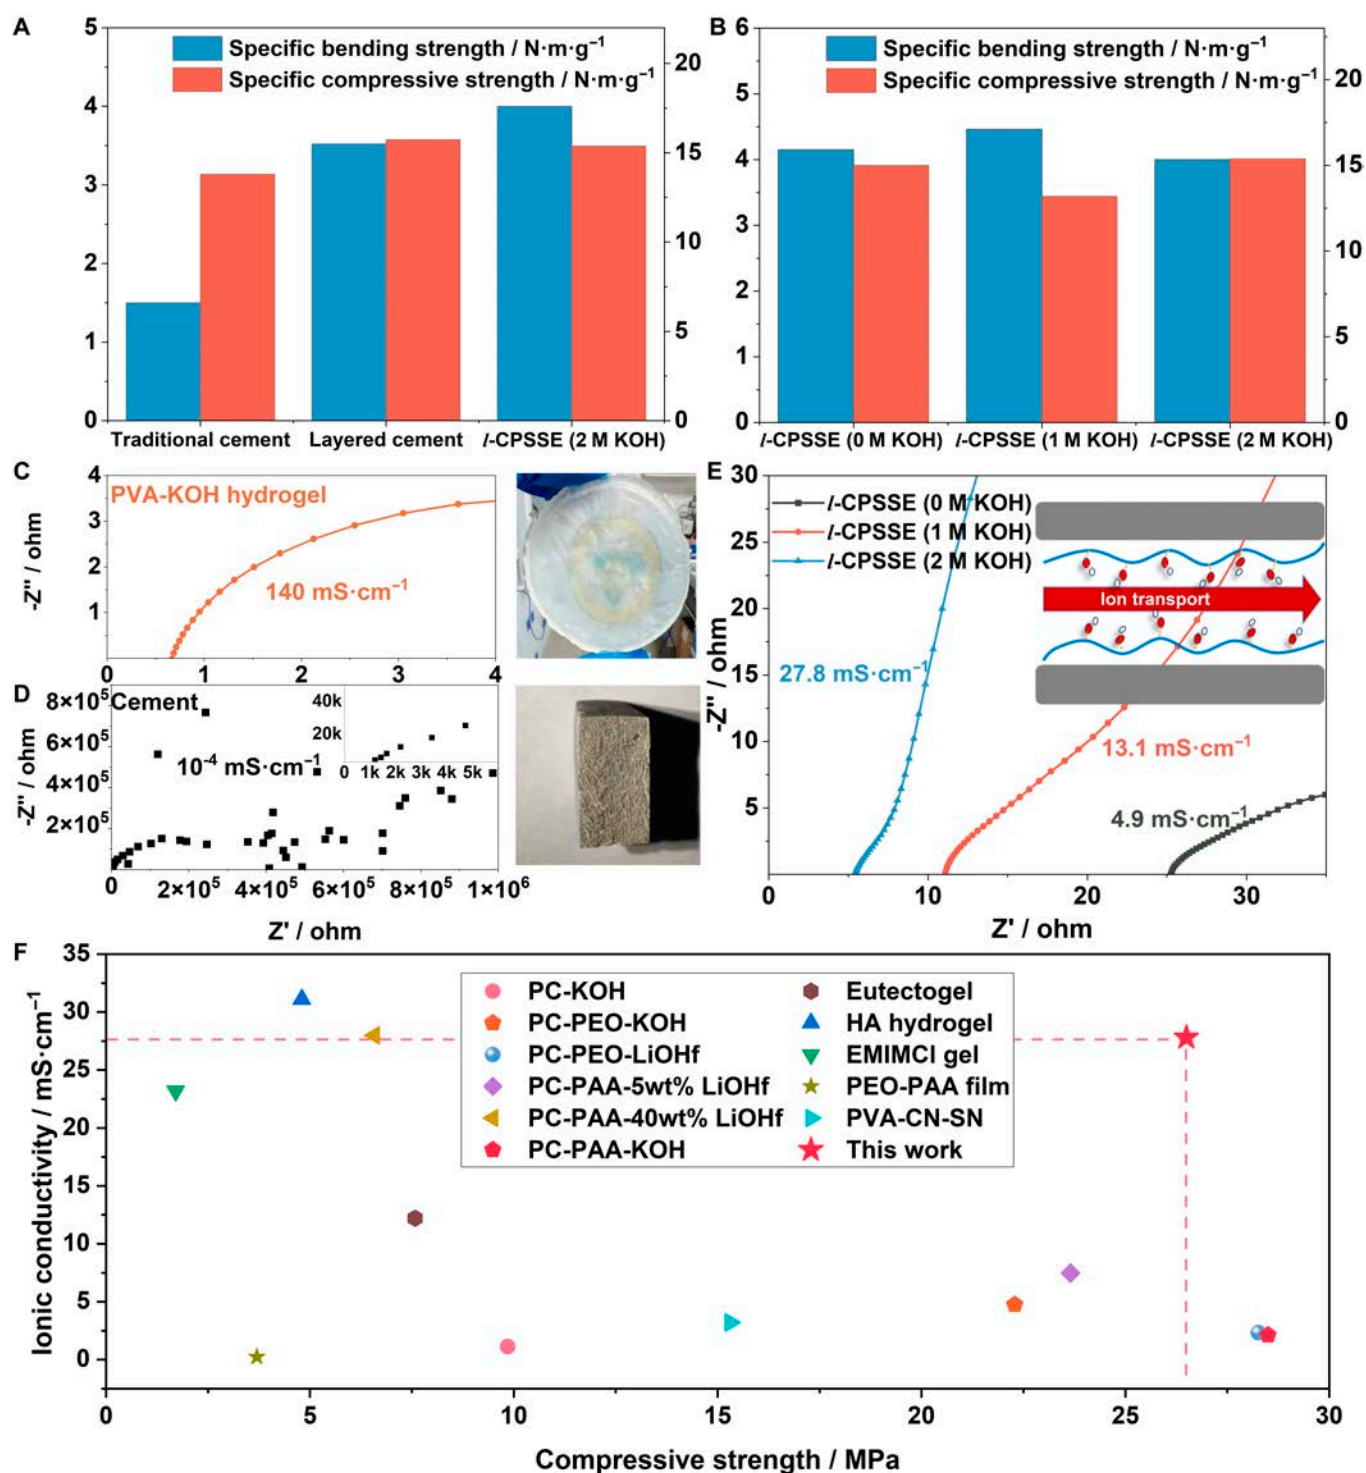 A
5
4
3
2
1
0
Specific bending strength / N·m·g⁻¹
Specific compressive strength / N·m·g⁻¹
20
15
10
5
0
Traditional cement
Layered cement
l-CPSSE (2 M KOH)
B
6
5
4
3
2
1
0
Specific bending strength / N·m·g⁻¹
Specific compressive strength / N·m·g⁻¹
20
15
10
5
0
l-CPSSE (0 M KOH)
l-CPSSE (1 M KOH)
l-CPSSE (2 M KOH)
C
-Z'' / ohm
4
3
2
1
PVA-KOH hydrogel
140 mS·cm⁻¹
0
1
2
3
4
D
-Z'' / ohm
8×10⁵
6×10⁵
4×10⁵
2×10⁵
Cement
10⁻⁴ mS·cm⁻¹
40k
20k
0
1k
2k
3k
4k
5k
0
2×10⁵
4×10⁵
6×10⁵
8×10⁵
1×10⁶
Z' / ohm
E
-Z'' / ohm
30
25
20
15
10
5
l-CPSSE (0 M KOH)
l-CPSSE (1 M KOH)
l-CPSSE (2 M KOH)
Ion transport
27.8 mS·cm⁻¹
13.1 mS·cm⁻¹
4.9 mS·cm⁻¹
0
10
20
30
Z' / ohm
F
Ionic conductivity / mS·cm⁻¹
35
30
25
20
15
10
5
0
PC-KOH
PC-PEO-KOH
PC-PEO-LiOHf
PC-PAA-5wt% LiOHf
PC-PAA-40wt% LiOHf
PC-PAA-KOH
Eutectogel
HA hydrogel
EMIMCl gel
PEO-PAA film
PVA-CN-SN
This work
0
5
10
15
20
25
30
Compressive strength / MPa